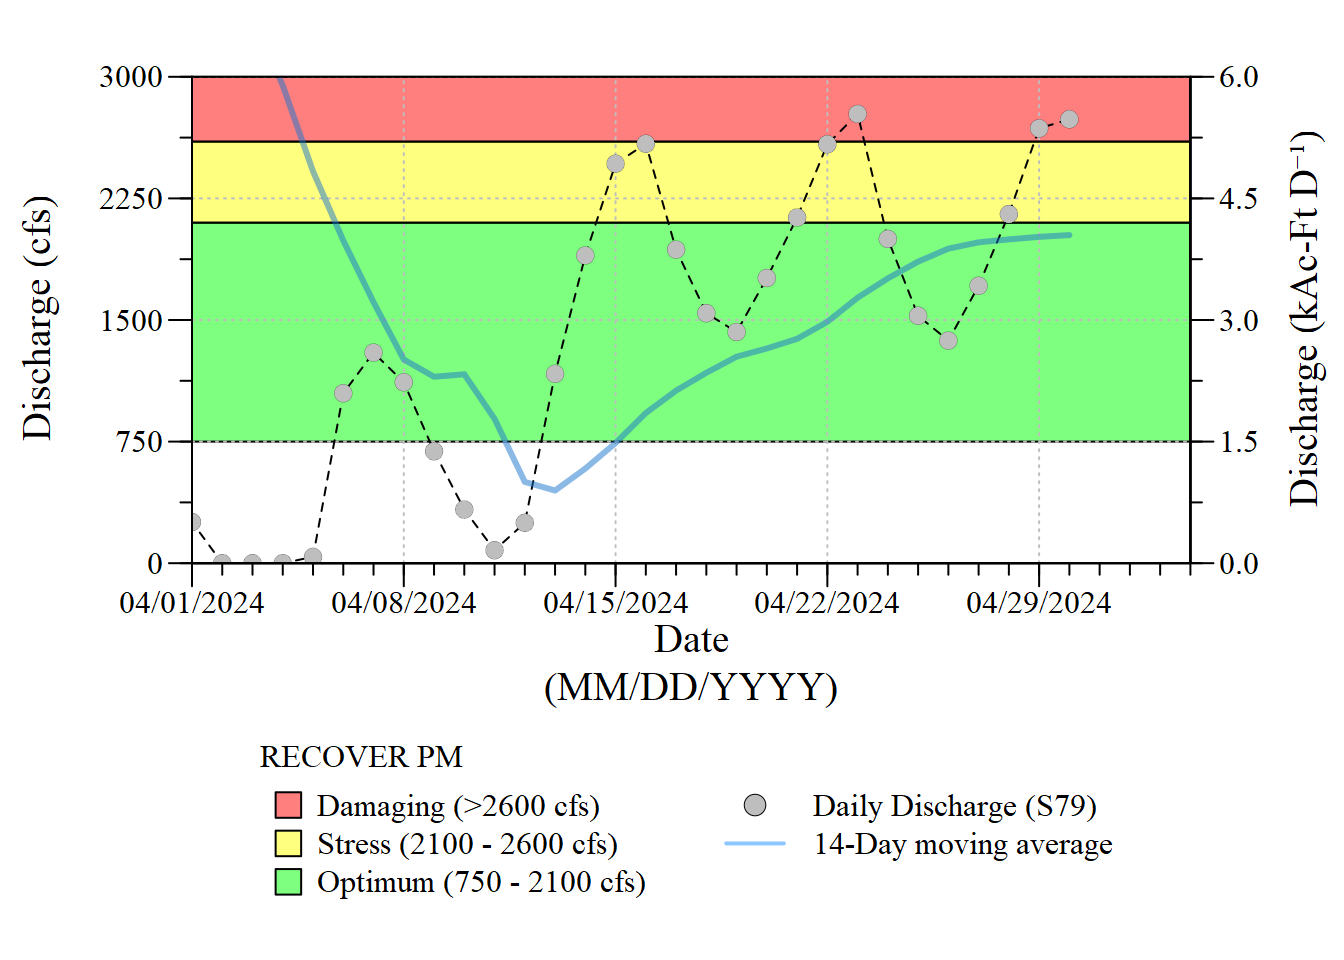 3000
2250
1500
750
0
Discharge (cfs)
6.0
4.5
3.0
1.5
0.0
Discharge (kAc-Ft D⁻¹)
04/01/2024 04/08/2024 04/15/2024 04/22/2024 04/29/2024
Date
(MM/DD/YYYY)
RECOVER PM
Damaging (>2600 cfs)
Stress (2100 - 2600 cfs)
Optimum (750 - 2100 cfs)
Daily Discharge (S79)
14-Day moving average